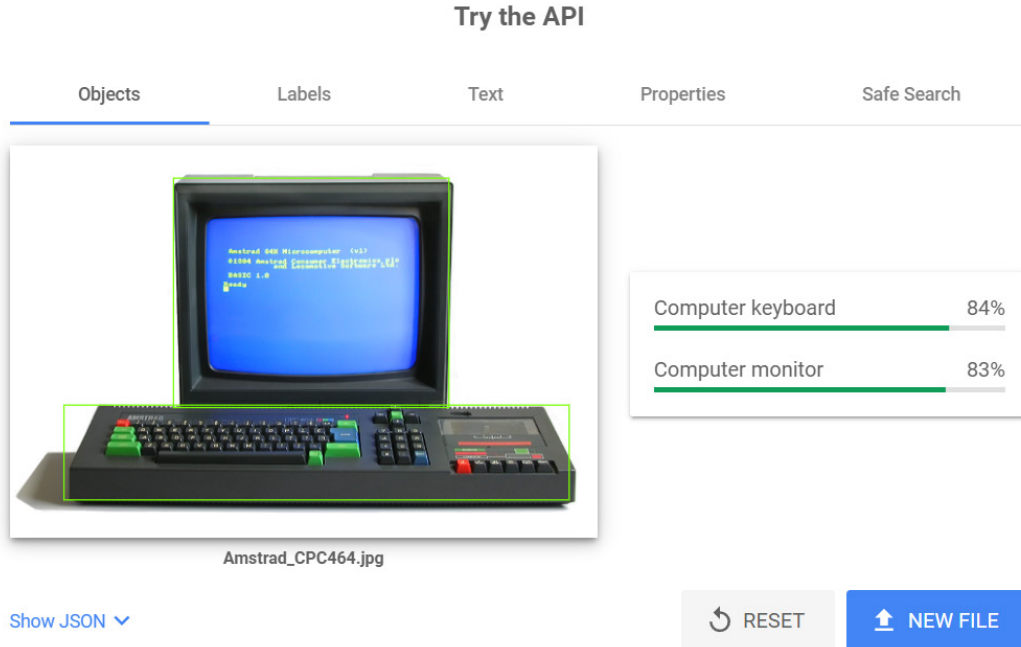 Try the API
Objects
Labels
Text
Properties
Safe Search
Amstrad 64K Microcomputer (v1)
©1984 Amstrad Consumer Electronics plc
and Locomotive Software Ltd.
BASIC 1.0
Ready
AMSTRAD
Computer keyboard 84%
Computer monitor 83%
Amstrad_CPC464.jpg
Show JSON
RESET
NEW FILE